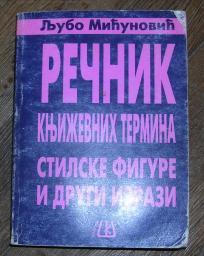 Љубо Мићуновић
РЕЧНИК
КЊИЖЕВНИХ ТЕРМИНА
СТИЛСКЕ ФИГУРЕ
И ДРУГИ ИЗРАЗИ